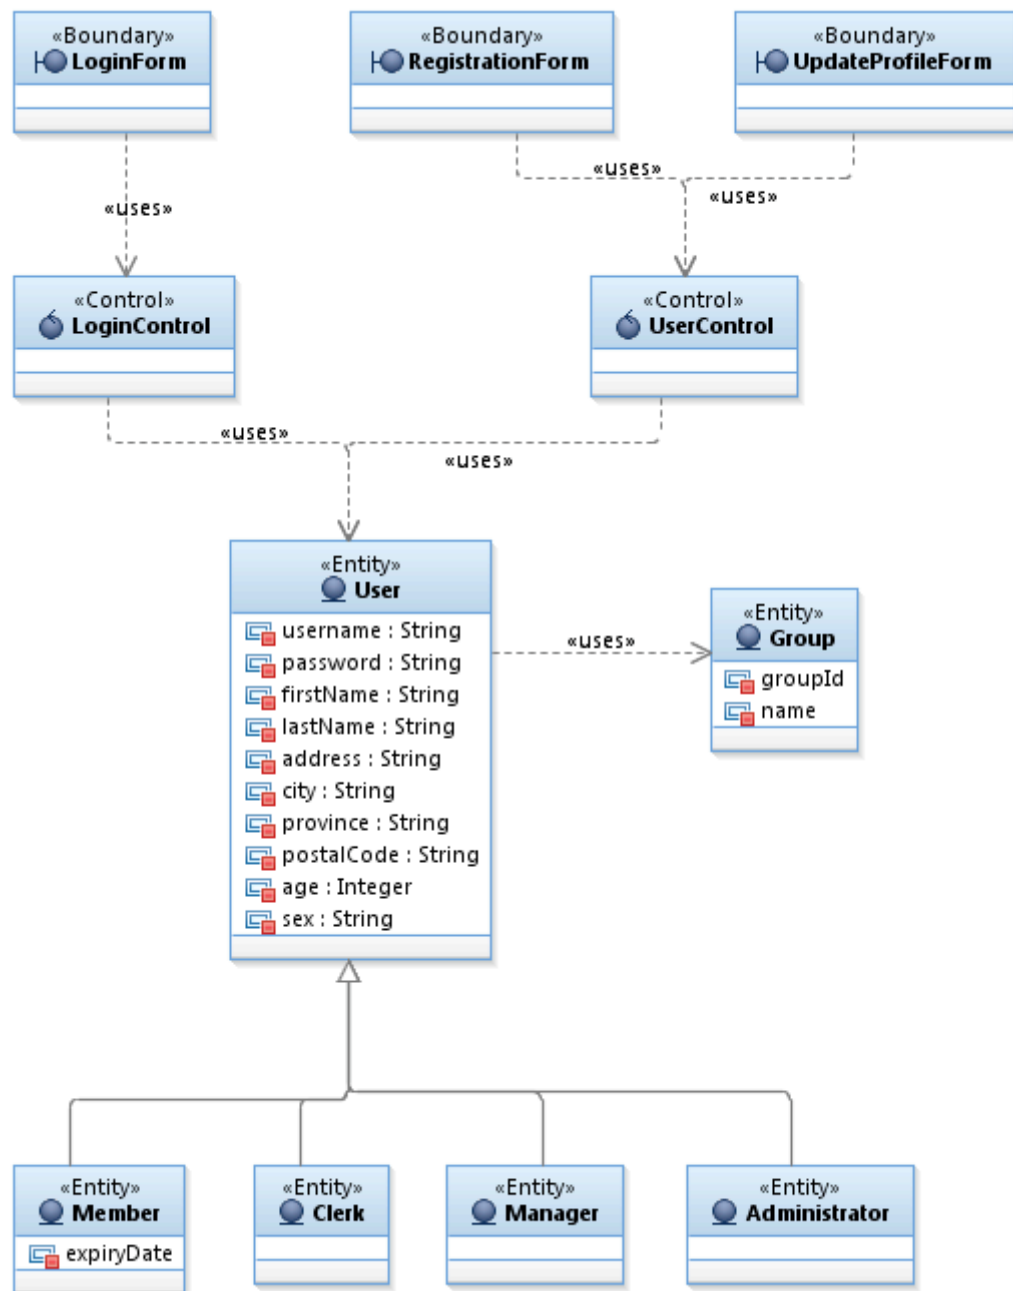 «Boundary»
LoginForm
«Boundary»
RegistrationForm
«Boundary»
UpdateProfileForm
«uses»
«uses»
«uses»
«Control»
LoginControl
«Control»
UserControl
«uses»
«uses»
«Entity»
User
username : String
password : String
firstName : String
lastName : String
address : String
city : String
province : String
postalCode : String
age : Integer
sex : String
«uses»
«Entity»
Group
groupId
name
«Entity»
Member
expiryDate
«Entity»
Clerk
«Entity»
Manager
«Entity»
Administrator